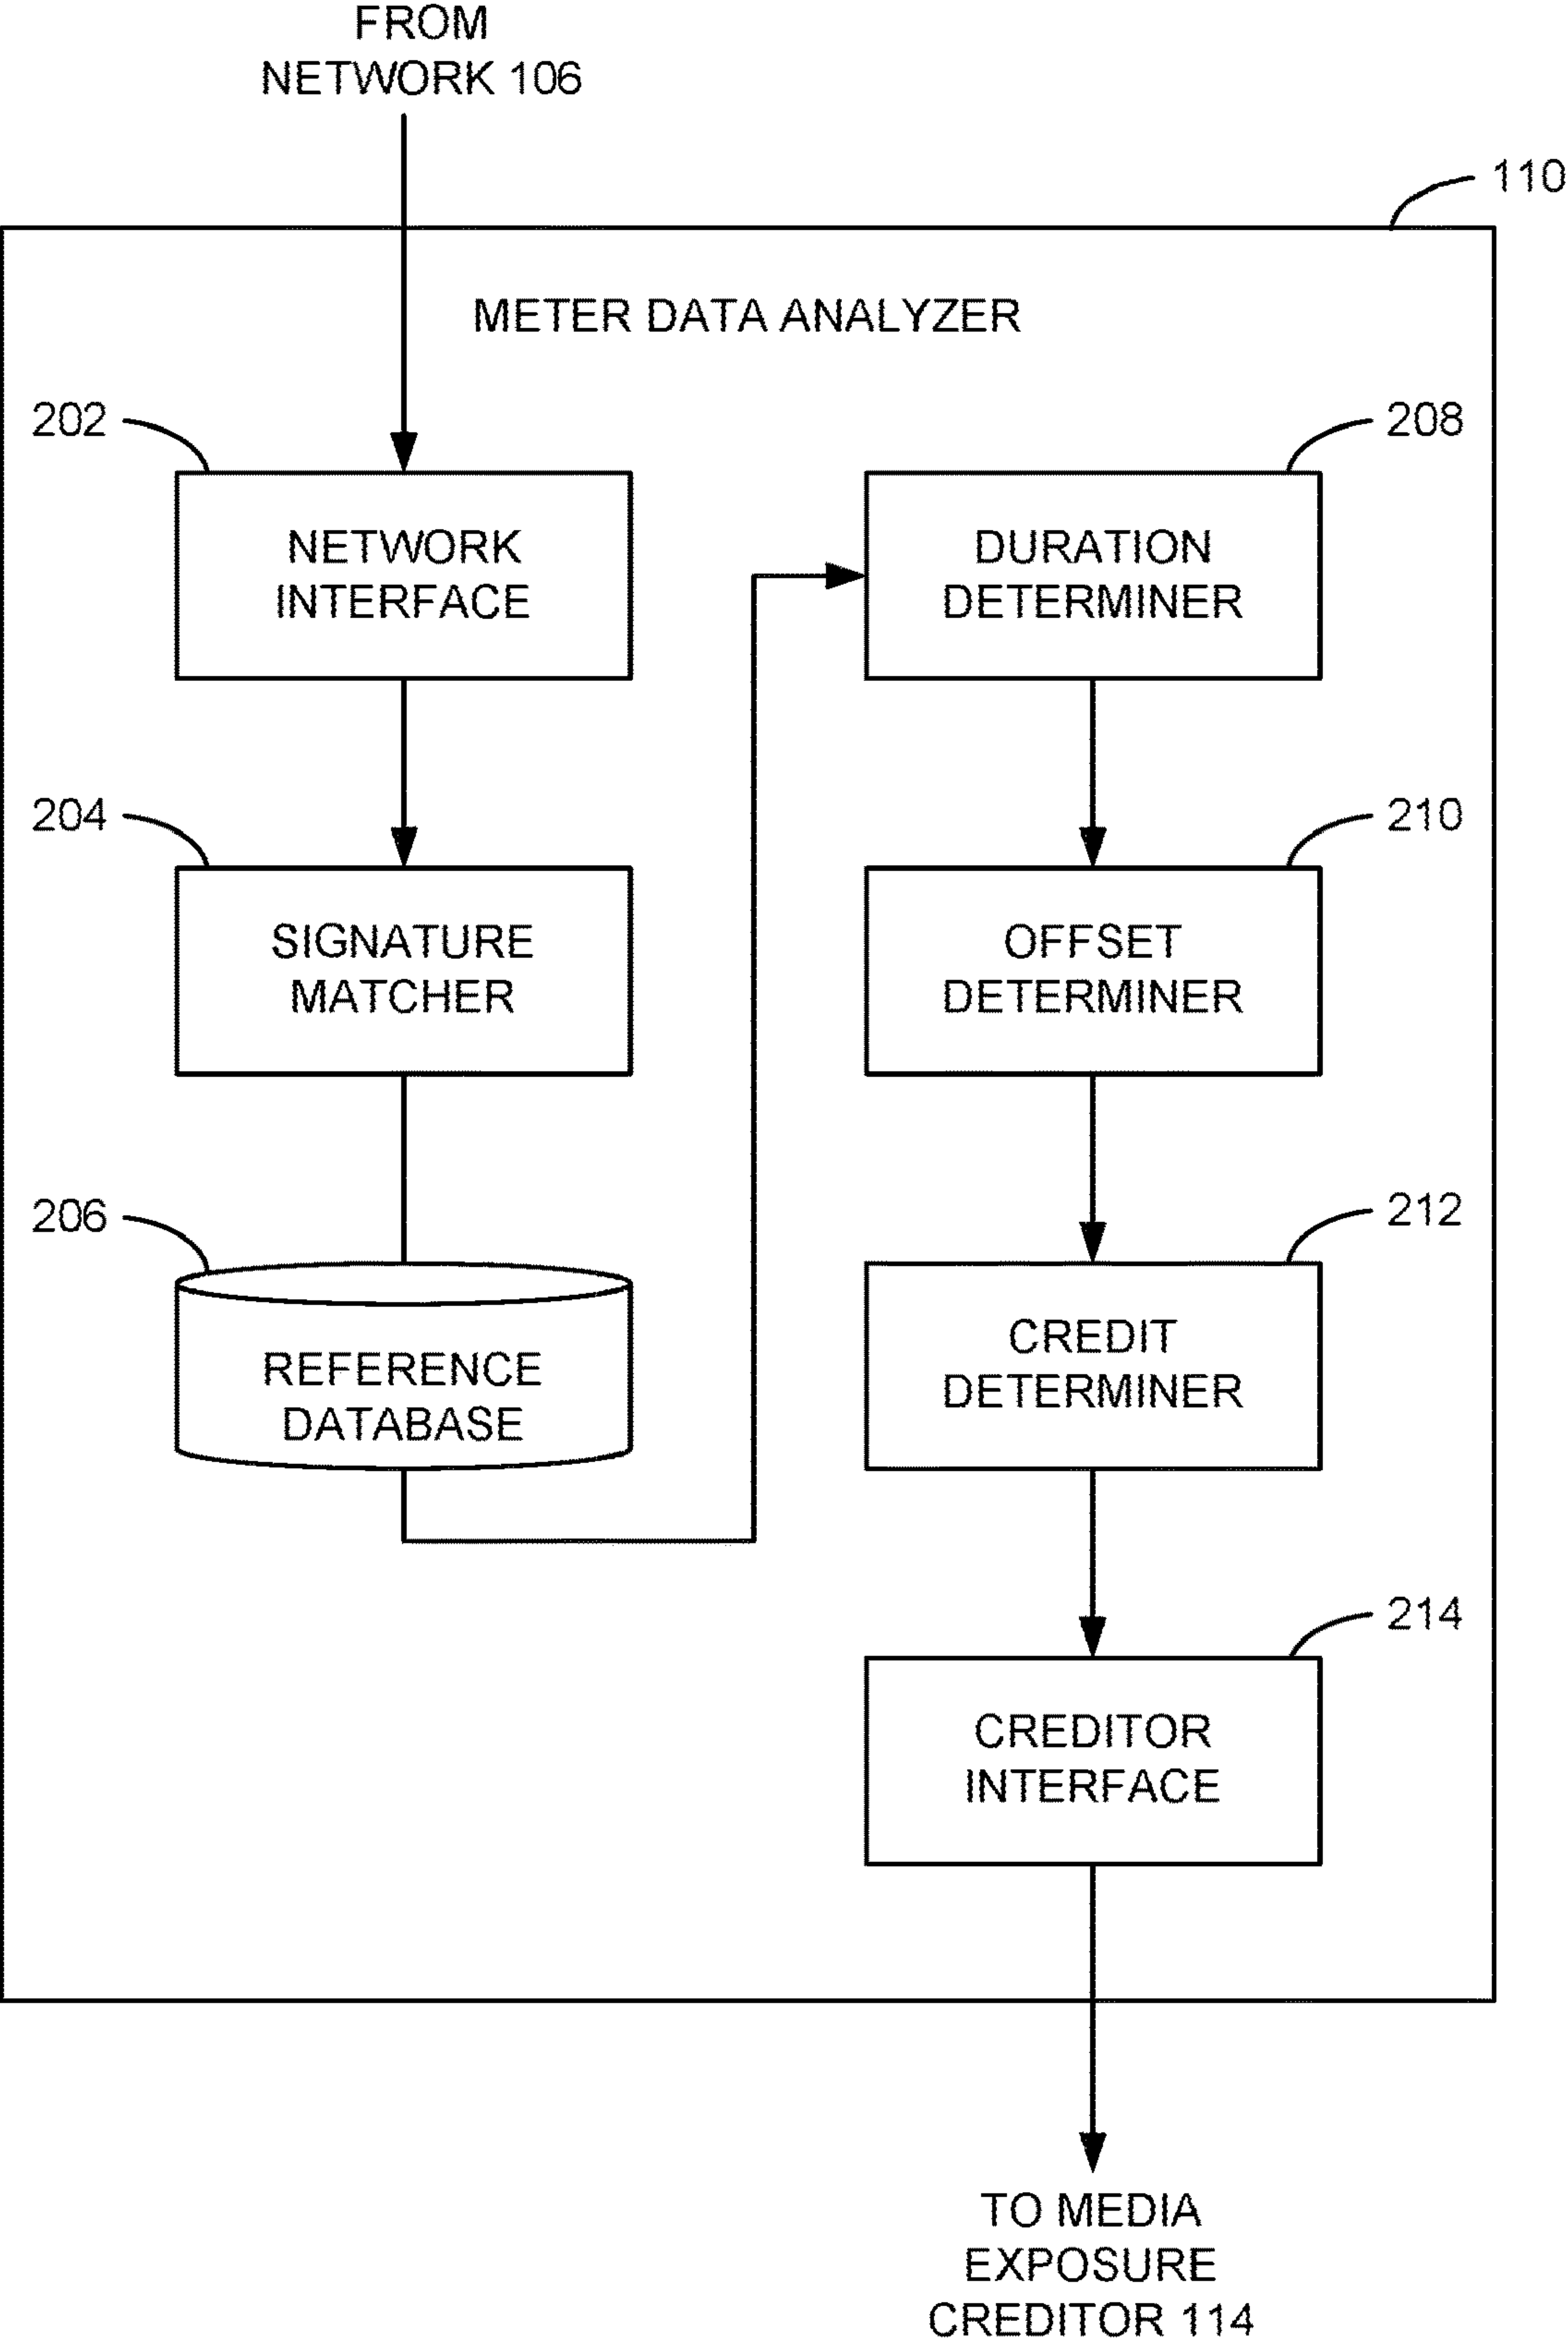 FROM
NETWORK 106
110
METER DATA ANALYZER
202
NETWORK
INTERFACE
204
SIGNATURE
MATCHER
206
REFERENCE
DATABASE
208
DURATION
DETERMINER
210
OFFSET
DETERMINER
212
CREDIT
DETERMINER
214
CREDITOR
INTERFACE
TO MEDIA
EXPOSURE
CREDITOR 114